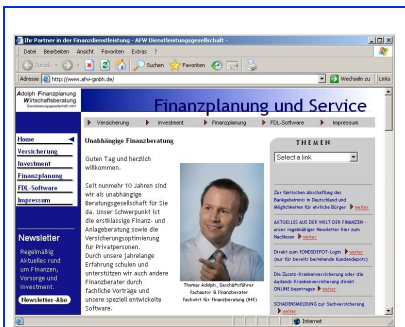 Ihr Partner in der Finanzdienstleistung - AFW Dienstleistungsgesellschaft -
Datei Bearbeiten Ansicht Favoriten Extras ?
Zurück Suchen Favoriten
Adresse http://www.afw-gmbh.de/ Wechseln zu Links
Adolph Finanzplanung
Wirtschaftsberatung
Dienstleistungsgesellschaft mbH
Finanzplanung und Service
Versicherung Investment Finanzplanung FDL-Software Impressum
Home
Versicherung
Investment
Finanzplanung
FDL-Software
Impressum
Newsletter
Regelmäßig
Aktuelles rund
um Finanzen,
Vorsorge und
Investment.
Newsletter-Abo
Unabhängige Finanzberatung
Guten Tag und herzlich
willkommen.
Seit nunmehr 10 Jahren sind
wir als unabhängige
Beratungsgesellschaft für Sie
da. Unser Schwerpunkt ist
die erstklassige Finanz- und
Anlageberatung sowie die
Versicherungsoptimierung
für Privatpersonen.
Durch unsere jahrelange
Erfahrung schulen und
unterstützen wir auch andere
Finanzberater durch
fachliche Vorträge und
unsere speziell entwickelte
Software.
Thomas Adolph, Geschäftsführer
Fachautor & Finanzberater
Fachwirt für Finanzberatung (IHK)
THEMEN
Select a link
Zur faktischen Abschaffung des
Bankgeheimnis in Deutschland und
Möglichkeiten für ehrliche Bürger weiter
AKTUELLES AUS DER WELT DER FINANZEN -
unser regelmäßiger Newsletter hier zum
Nachlesen weiter
Direkt zum FONDSDEPOT-Login weiter
(nur für bereits bestehende Kundendepots)
Die Zusatz-Krankenversicherung oder die
Auslands-Krankenversicherung direkt
ONLINE beantragen weiter
SCHADENSMELDUNG zur Sachversicherung
weiter
Internet